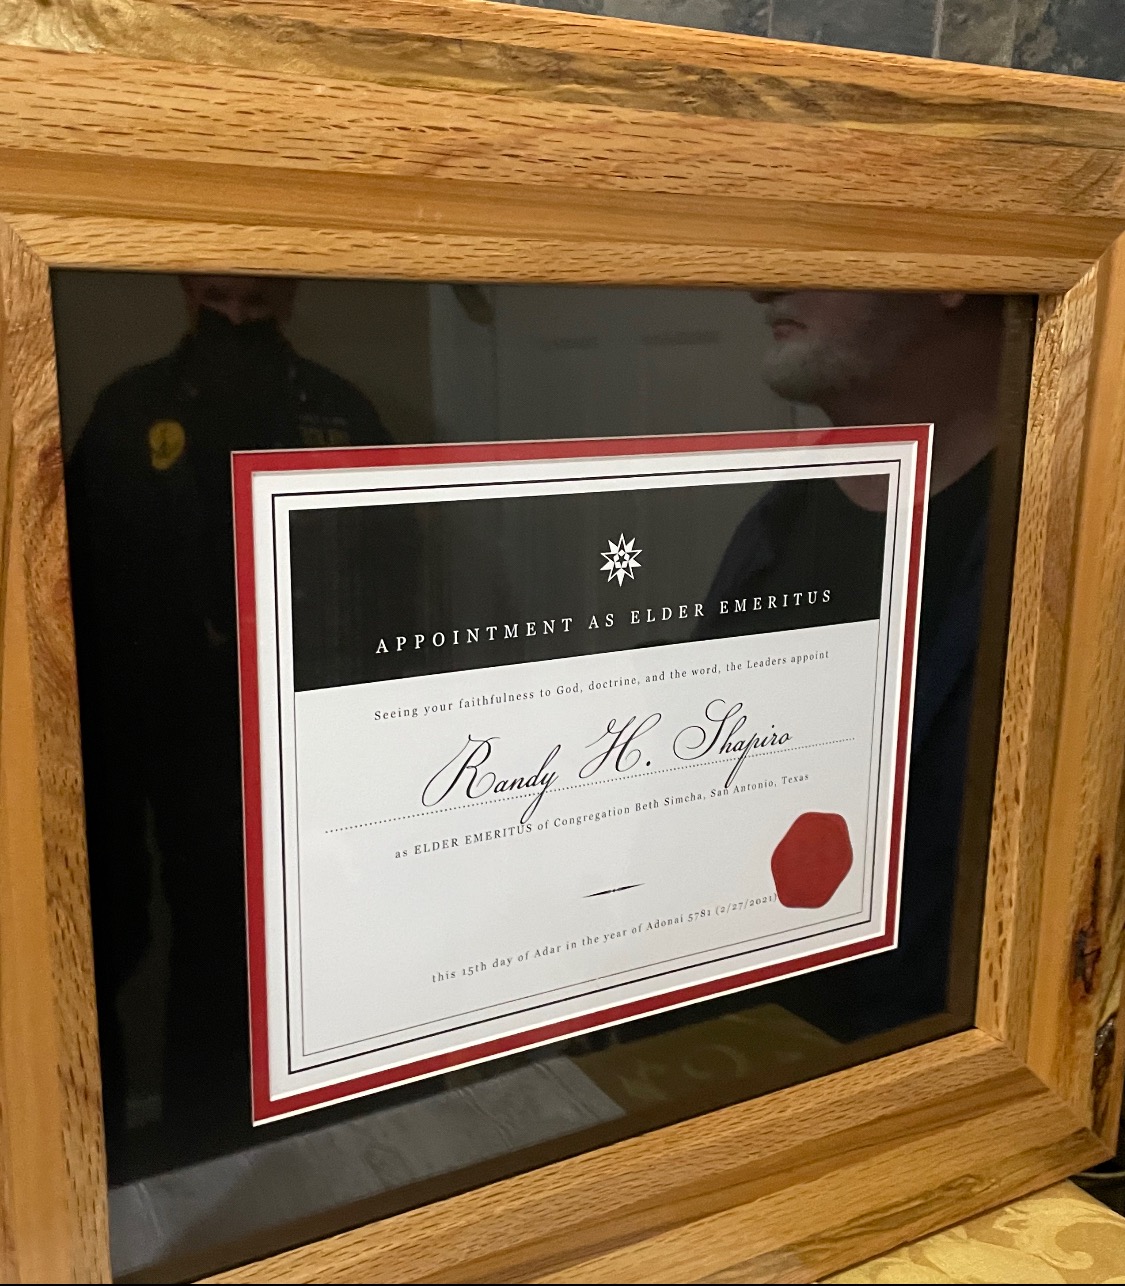 APPOINTMENT AS ELDER EMERITUS
Seeing your faithfulness to God, doctrine, and the word, the Leaders appoint
Randy H. Shapiro
as ELDER EMERITUS of Congregation Beth Simcha, San Antonio, Texas
this 15th day of Adar in the year of Adonai 5781 (2/27/2021)